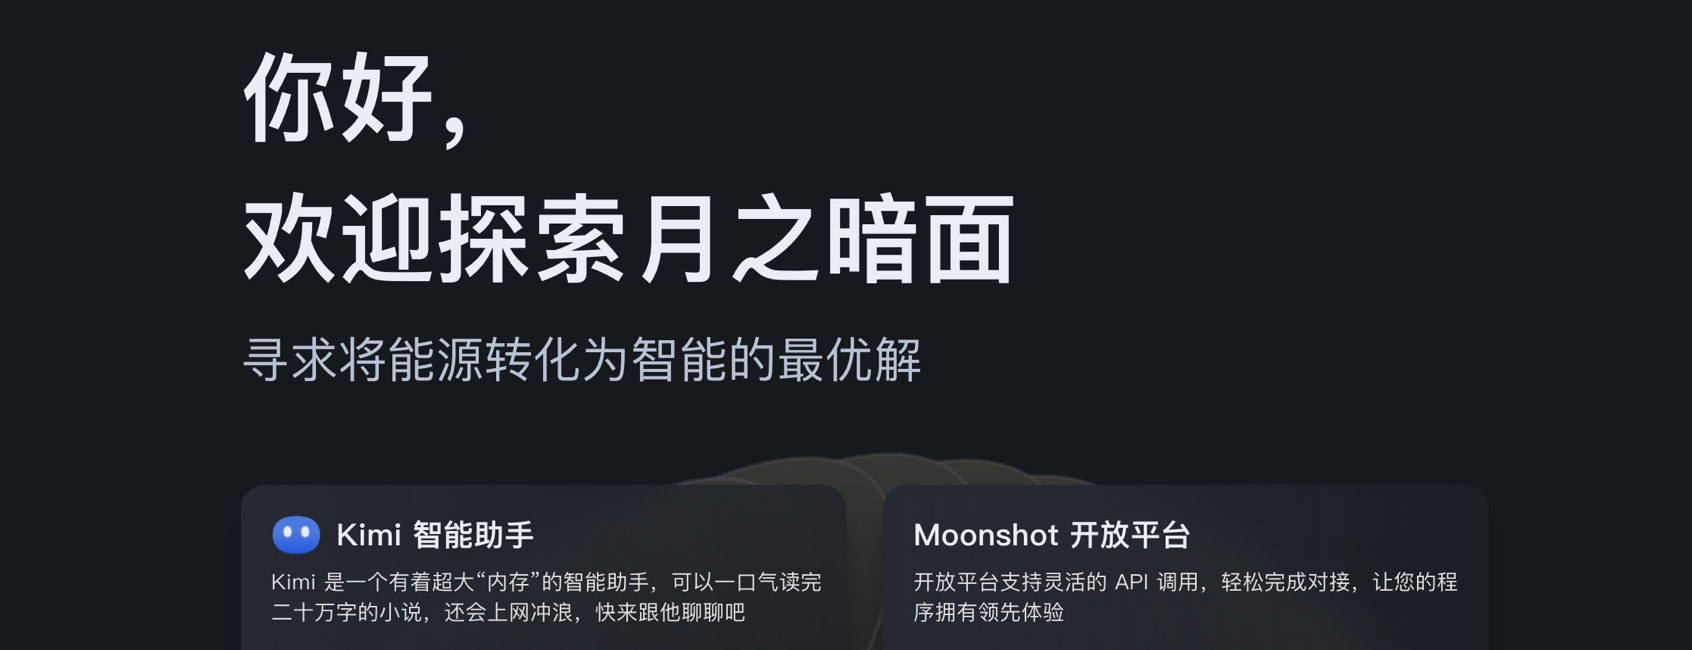 你好,
欢迎探索月之暗面
寻求将能源转化为智能的最优解
Kimi 智能助手
Kimi 是一个有着超大“内存”的智能助手，可以一口气读完
二十万字的小说，还会上网冲浪，快来跟他聊聊吧
Moonshot 开放平台
开放平台支持灵活的 API 调用，轻松完成对接，让您的程
序拥有领先体验